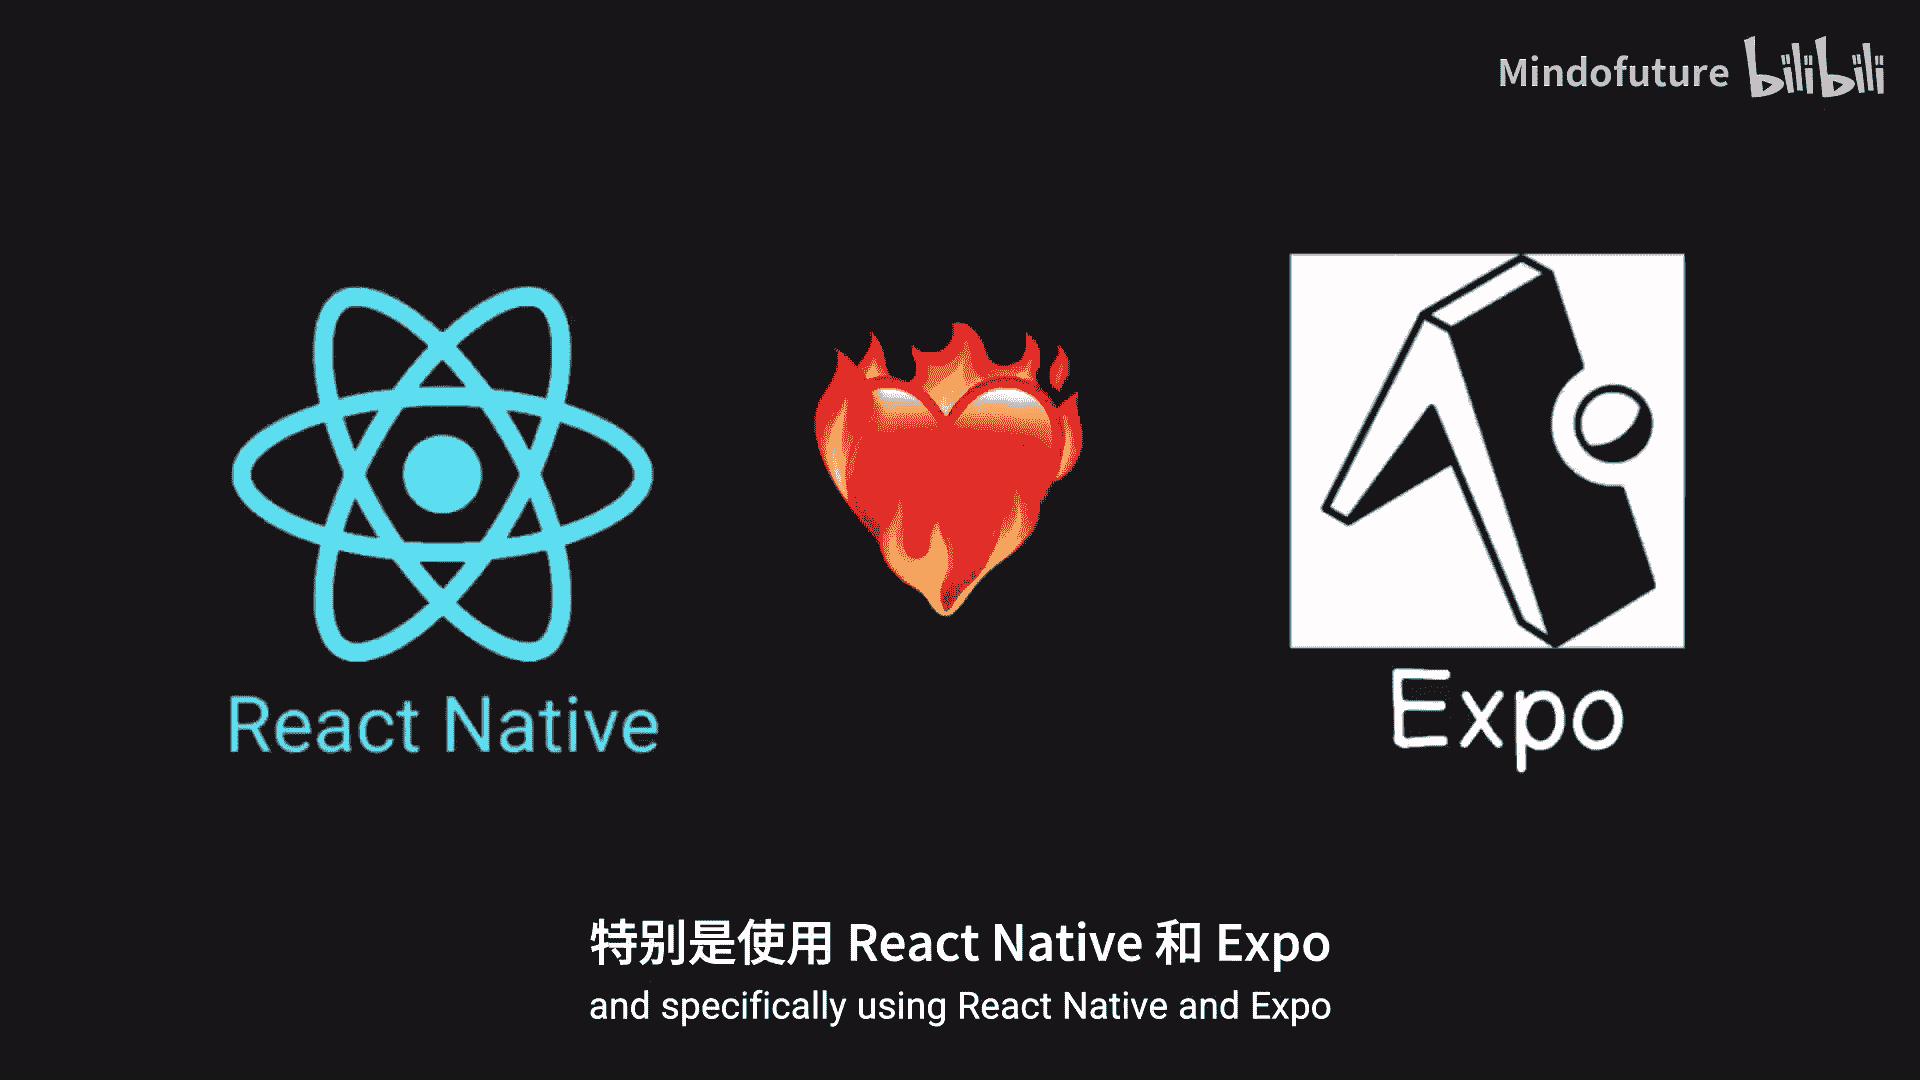 Mindofuture bilibili
React Native
Expo
特别是使用 React Native 和 Expo
and specifically using React Native and Expo